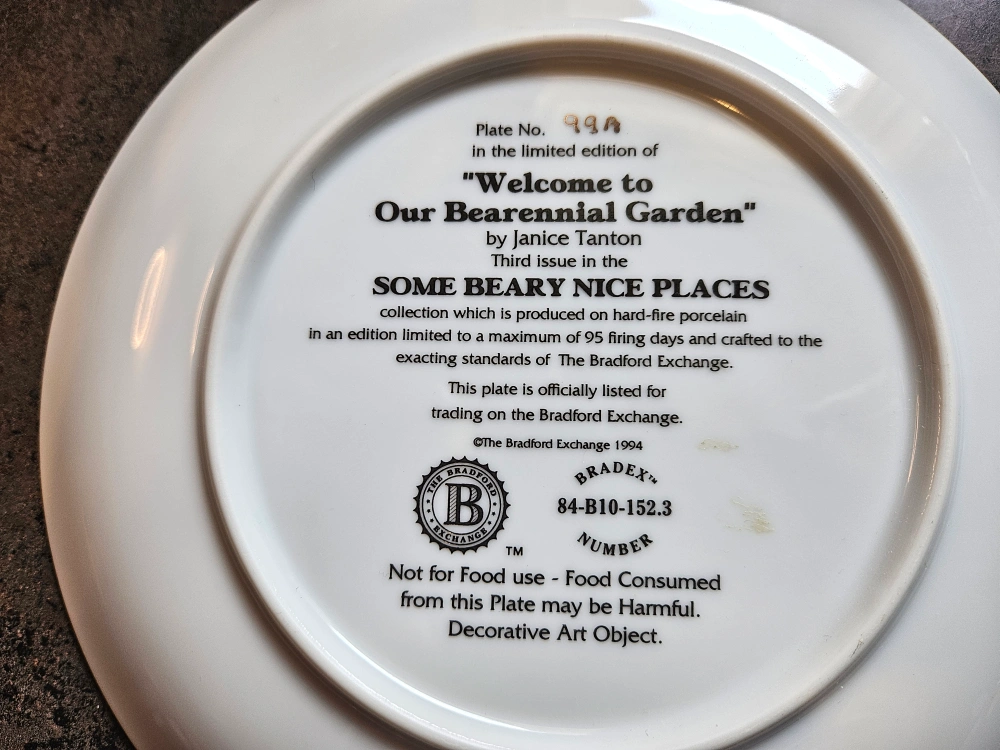 Plate No. 99A
in the limited edition of
"Welcome to
Our Bearennial Garden"
by Janice Tanton
Third issue in the
SOME BEARY NICE PLACES
collection which is produced on hard-fire porcelain
in an edition limited to a maximum of 95 firing days and crafted to the
exacting standards of The Bradford Exchange.
This plate is officially listed for
trading on the Bradford Exchange.
©The Bradford Exchange 1994
THE BRADFORD
B
EXCHANGE
TM
BRADEX™
84-B10-152.3
NUMBER
Not for Food use - Food Consumed
from this Plate may be Harmful.
Decorative Art Object.